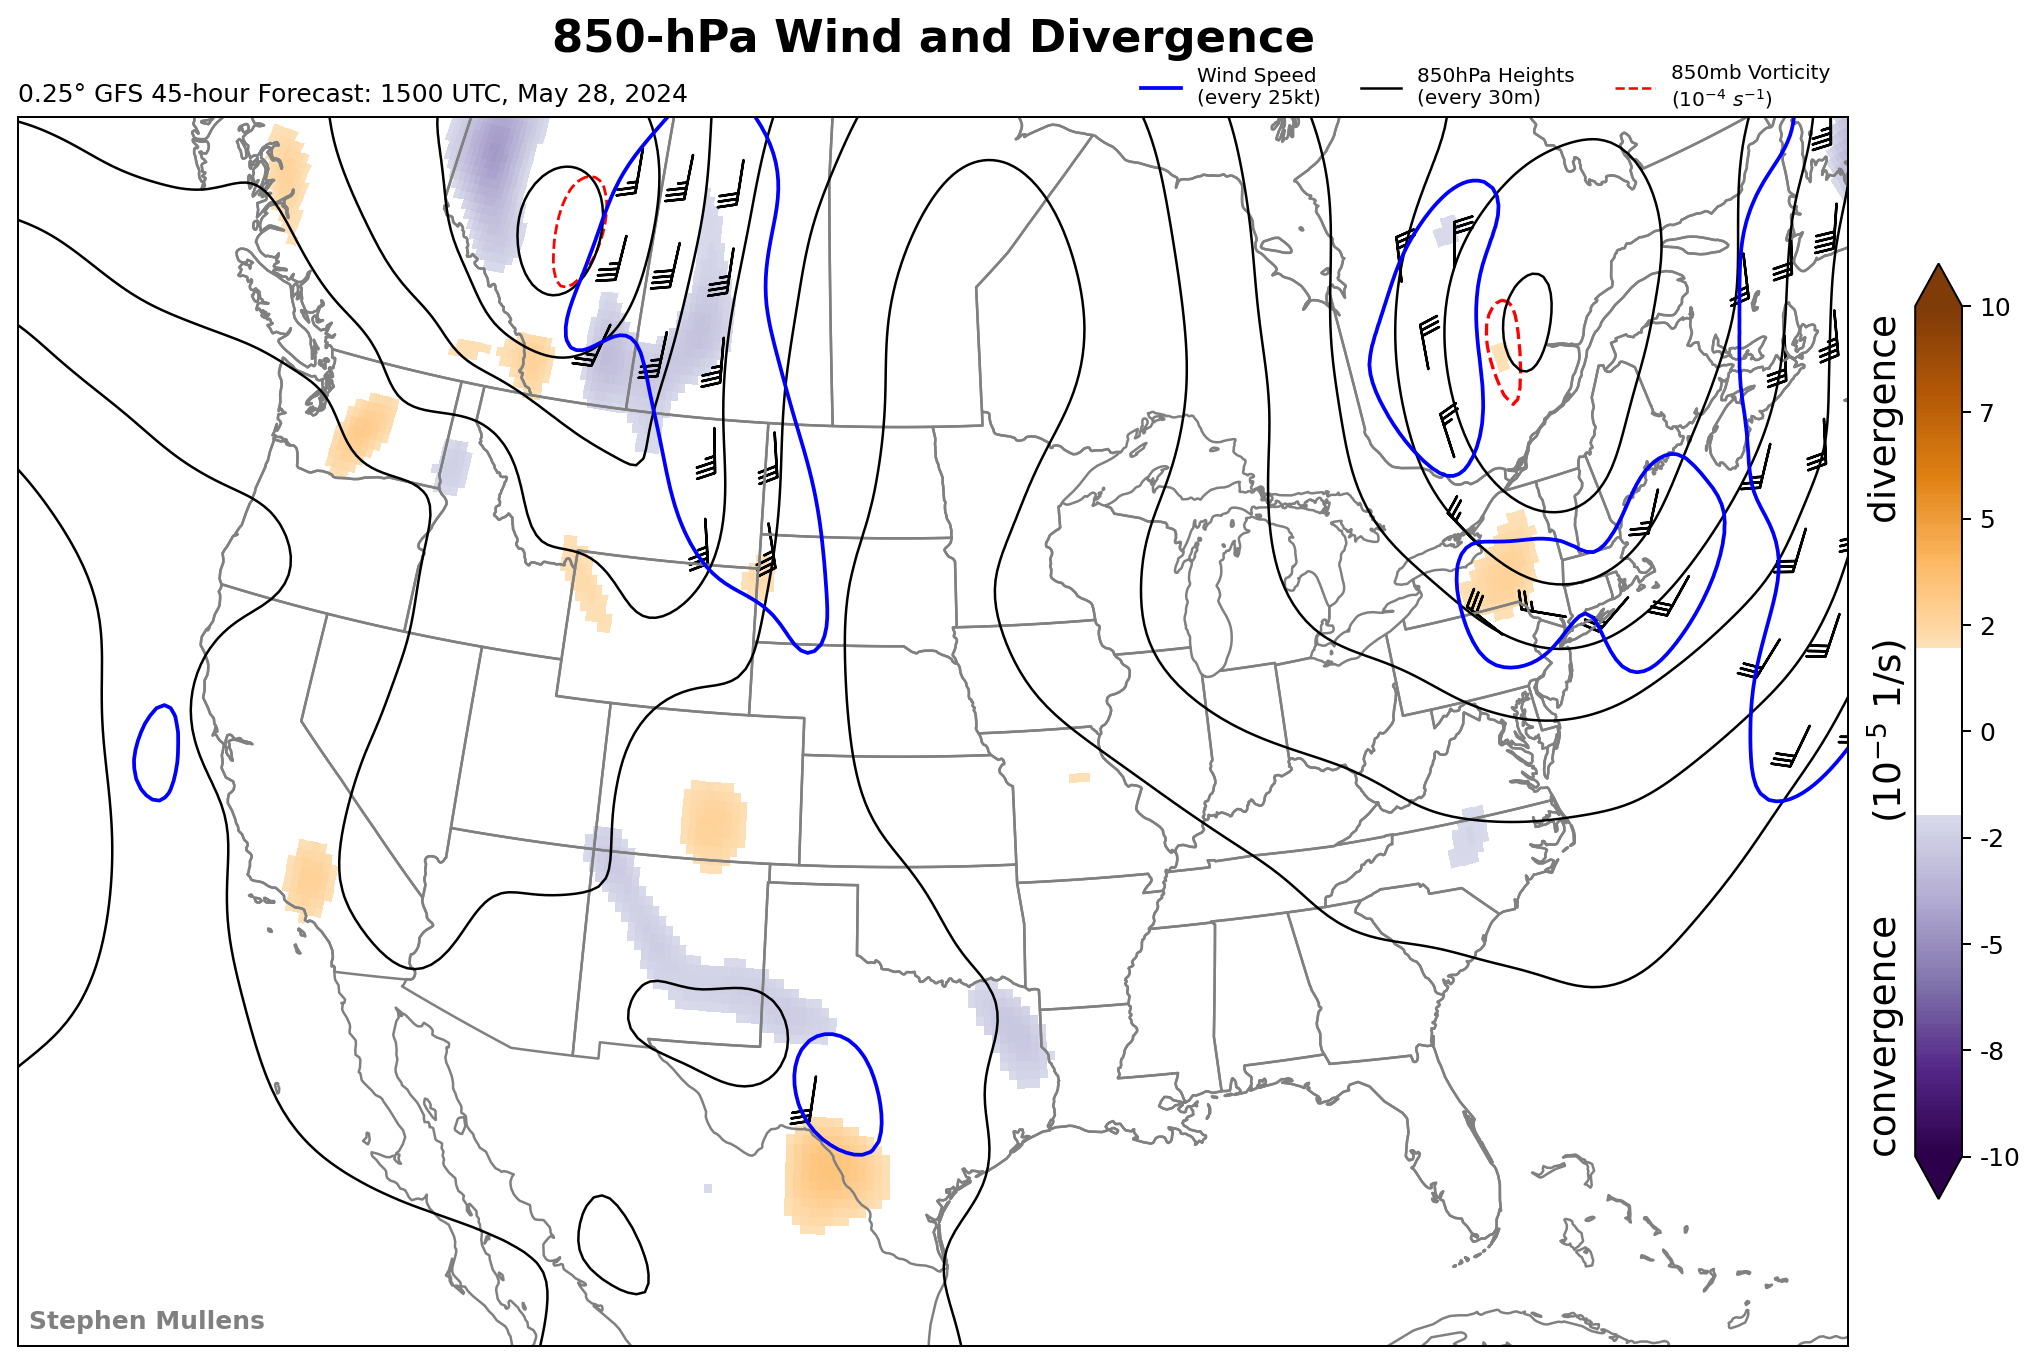 850-hPa Wind and Divergence
0.25° GFS 45-hour Forecast: 1500 UTC, May 28, 2024
Wind Speed
(every 25kt)
850hPa Heights
(every 30m)
850mb Vorticity
(10⁻⁴ s⁻¹)
10
7
5
2
0
-2
-5
-8
-10
convergence (10⁻⁵ 1/s) divergence
Stephen Mullens